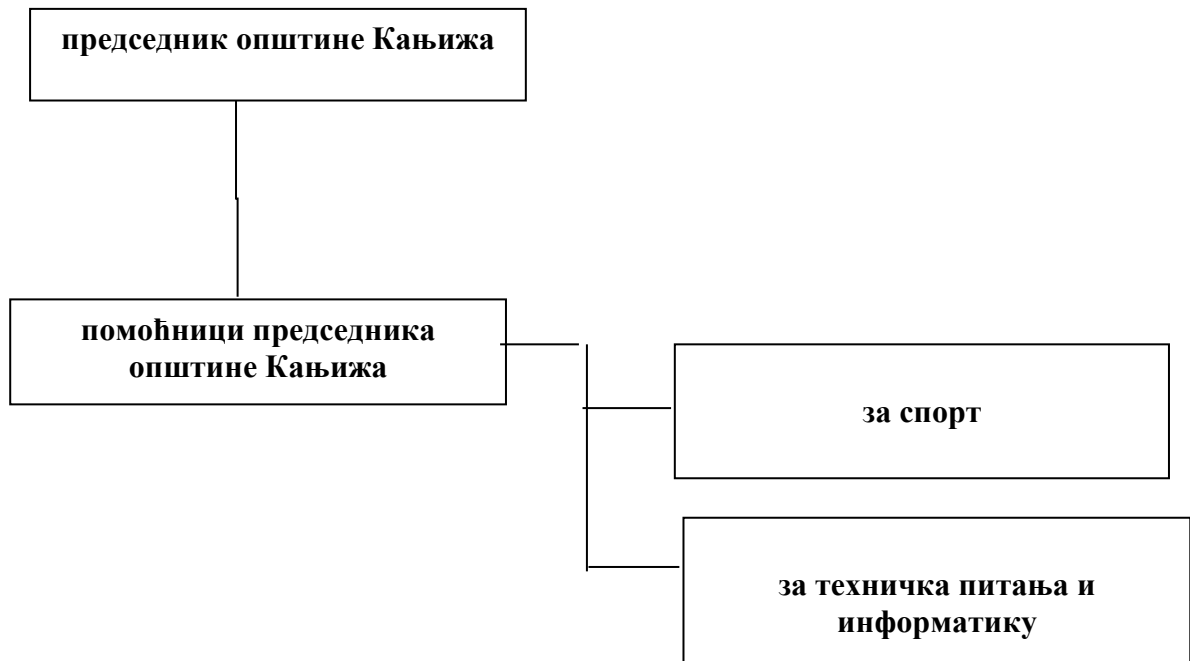 председник општине Кањижа
помоћници председника
општине Кањижа
за спорт
за техничка питања и
информатику